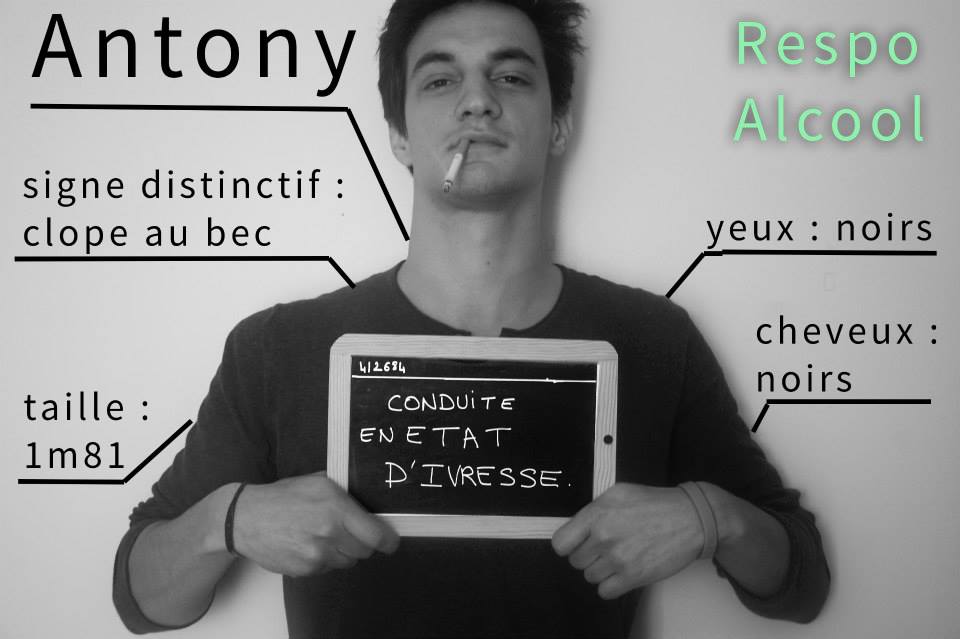 Antony
Respo
Alcool
signe distinctif :
clope au bec
yeux : noirs
cheveux :
noirs
taille :
1m81
412684
CONDUITE
EN ETAT
D'IVRESSE.